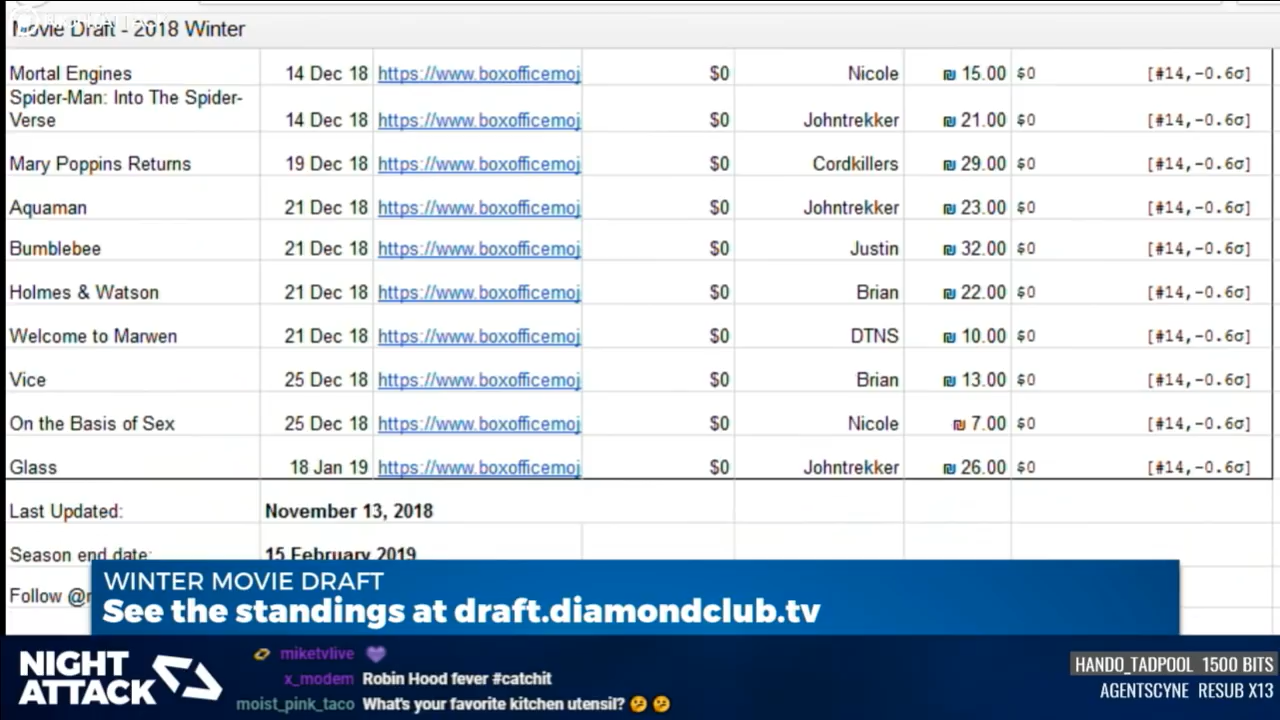 Movie Draft - 2018 Winter
Mortal Engines 14 Dec 18 https://www.boxofficemoj $0 Nicole ₪ 15.00 $0 [#14,-0.6σ]
Spider-Man: Into The Spider-
Verse 14 Dec 18 https://www.boxofficemoj $0 Johntrekker ₪ 21.00 $0 [#14,-0.6σ]
Mary Poppins Returns 19 Dec 18 https://www.boxofficemoj $0 Cordkillers ₪ 29.00 $0 [#14,-0.6σ]
Aquaman 21 Dec 18 https://www.boxofficemoj $0 Johntrekker ₪ 23.00 $0 [#14,-0.6σ]
Bumblebee 21 Dec 18 https://www.boxofficemoj $0 Justin ₪ 32.00 $0 [#14,-0.6σ]
Holmes & Watson 21 Dec 18 https://www.boxofficemoj $0 Brian ₪ 22.00 $0 [#14,-0.6σ]
Welcome to Marwen 21 Dec 18 https://www.boxofficemoj $0 DTNS ₪ 10.00 $0 [#14,-0.6σ]
Vice 25 Dec 18 https://www.boxofficemoj $0 Brian ₪ 13.00 $0 [#14,-0.6σ]
On the Basis of Sex 25 Dec 18 https://www.boxofficemoj $0 Nicole ₪ 7.00 $0 [#14,-0.6σ]
Glass 18 Jan 19 https://www.boxofficemoj $0 Johntrekker ₪ 26.00 $0 [#14,-0.6σ]
Last Updated: November 13, 2018
Season end date: 15 February 2019
Follow
WINTER MOVIE DRAFT
See the standings at draft.diamondclub.tv
NIGHT
ATTACK
miketvlive 💜
x_modem Robin Hood fever #catchit
moist_pink_taco What's your favorite kitchen utensil? 🤔 🤔
HANDO_TADPOOL 1500 BITS
AGENTSCYNE RESUB X13